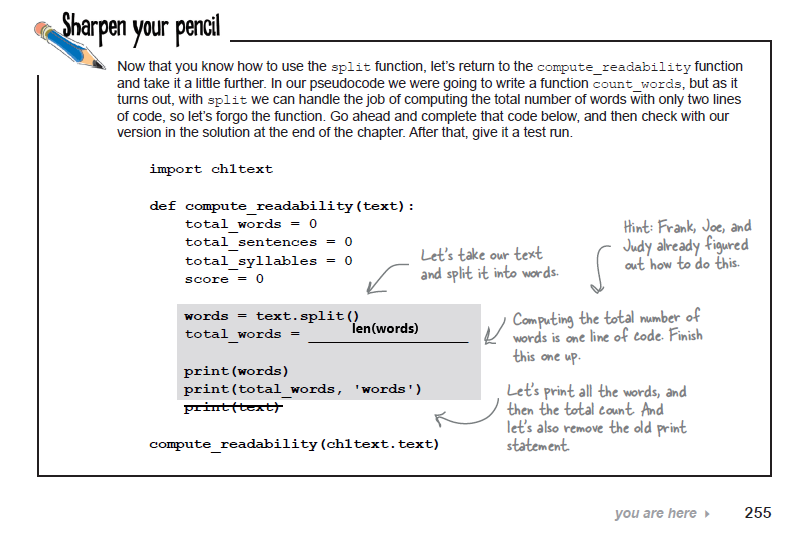 Sharpen your pencil
Now that you know how to use the split function, let's return to the compute_readability function
and take it a little further. In our pseudocode we were going to write a function count_words, but as it
turns out, with split we can handle the job of computing the total number of words with only two lines
of code, so let's forgo the function. Go ahead and complete that code below, and then check with our
version in the solution at the end of the chapter. After that, give it a test run.
import ch1text
def compute_readability(text):
total_words = 0
total_sentences = 0
total_syllables = 0
score = 0
Let's take our text
and split it into words.
Hint: Frank, Joe, and
Judy already figured
out how to do this.
words = text.split()
total_words = len(words)
Computing the total number of
words is one line of code. Finish
this one up.
print(words)
print(total_words, 'words')
print(text)
Let's print all the words, and
then the total count. And
let's also remove the old print
statement.
compute_readability(ch1text.text)
you are here 255